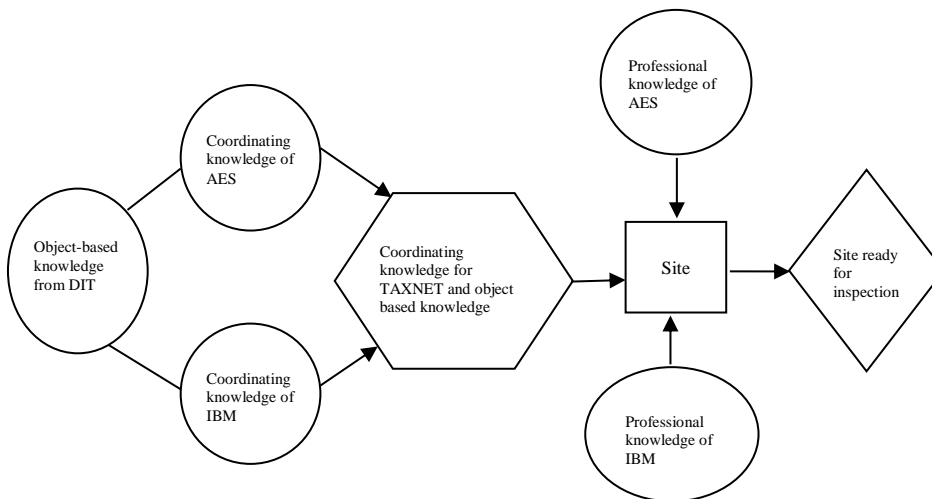 Object-based
knowledge
from DIT
Coordinating
knowledge of
AES
Coordinating
knowledge of
IBM
Coordinating
knowledge for
TAXNET and object
based knowledge
Professional
knowledge of
AES
Site
Professional
knowledge of
IBM
Site ready
for
inspection